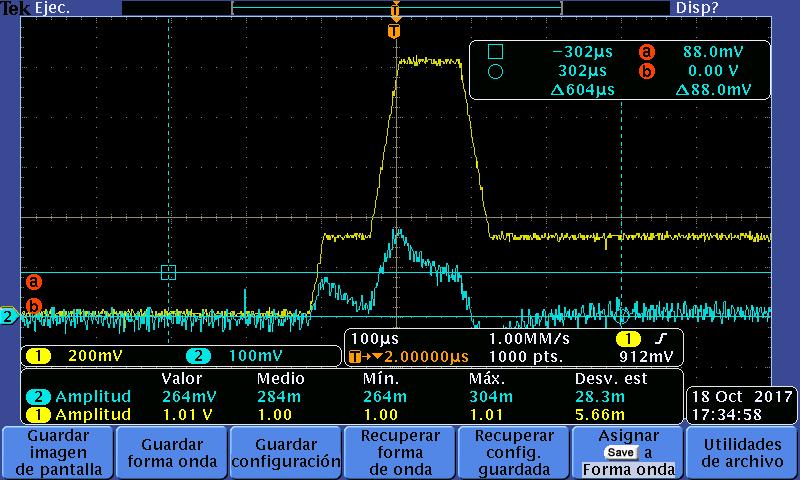 Tek Ejec. Disp?
T
T
−302µs a 88.0mV
302µs b 0.00 V
Δ604µs Δ88.0mV
a
b
2
1 200mV 2 100mV
100µs 1.00MM/s 1
T→▼2.00000µs 1000 pts. 912mV
Valor Medio Mín. Máx. Desv. est
2 Amplitud 264mV 284m 264m 304m 28.3m
1 Amplitud 1.01 V 1.00 1.00 1.01 5.66m
18 Oct 2017
17:34:58
Guardar imagen de pantalla
Guardar forma onda
Guardar configuración
Recuperar forma de onda
Recuperar config. guardada
Asignar Save a Forma onda
Utilidades de archivo